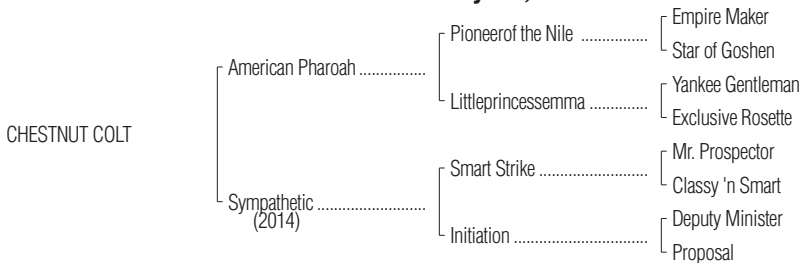 Empire Maker
Pioneerof the Nile ................
Star of Goshen
American Pharoah ................
Yankee Gentleman
Littleprincessemma ..............
Exclusive Rosette
CHESTNUT COLT
Mr. Prospector
Smart Strike ..........................
Classy 'n Smart
Sympathetic ..........................
(2014)
Deputy Minister
Initiation ................................
Proposal